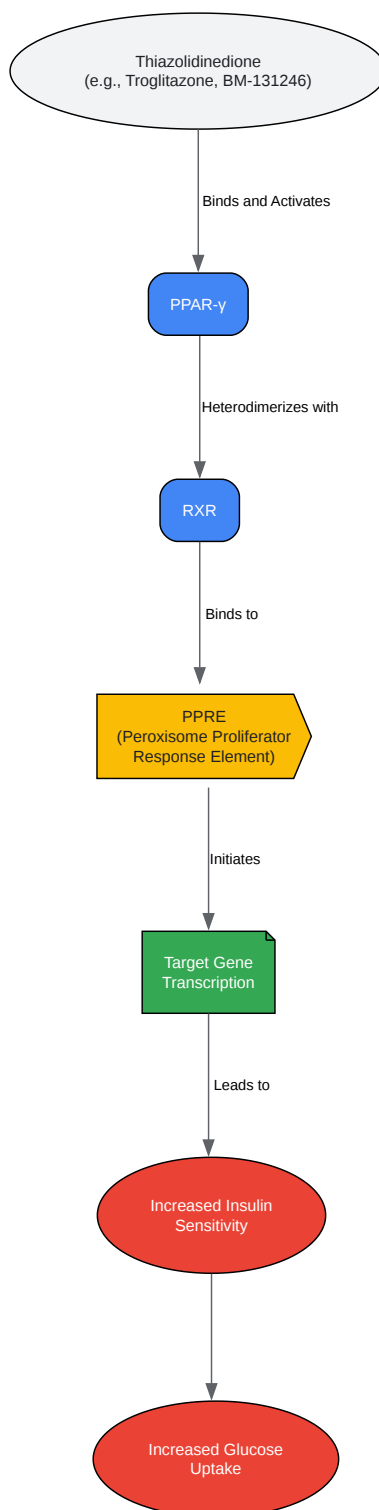 Thiazolidinedione
(e.g., Troglitazone, BM-131246)
Binds and Activates
PPAR-γ
Heterodimerizes with
RXR
Binds to
PPRE
(Peroxisome Proliferator
Response Element)
Initiates
Target Gene
Transcription
Leads to
Increased Insulin
Sensitivity
Increased Glucose
Uptake